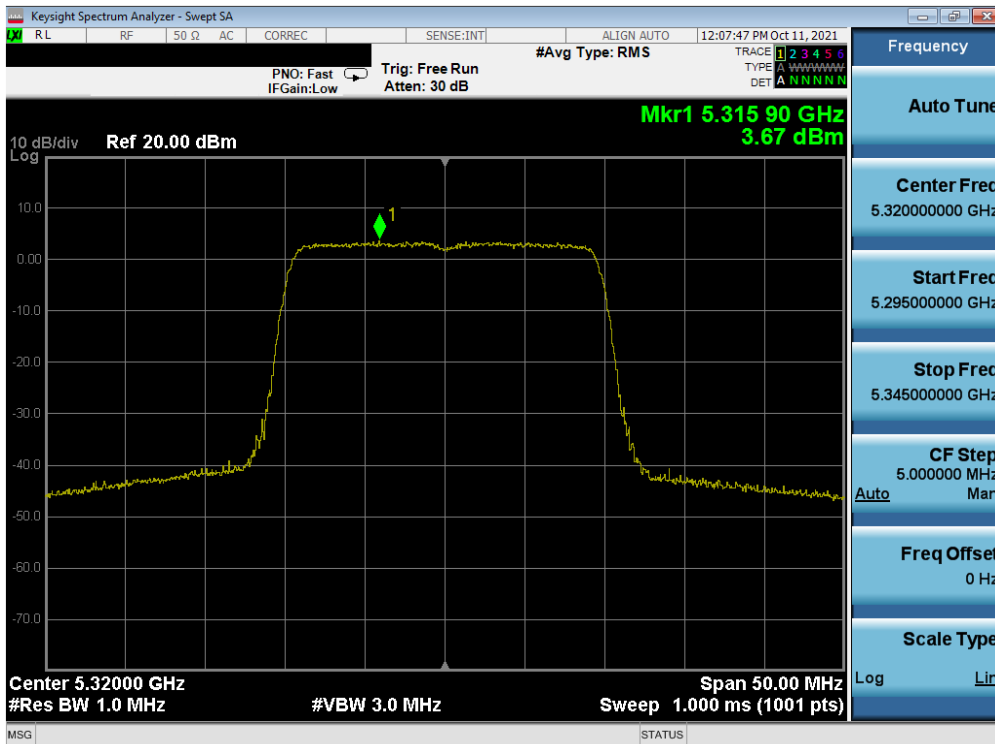 Keysight Spectrum Analyzer - Swept SA
LXI RL RF 50 Ω AC CORREC SENSE:INT ALIGN AUTO 12:07:47 PM Oct 11, 2021
PNO: Fast
IFGain:Low
Trig: Free Run
Atten: 30 dB
#Avg Type: RMS
TRACE 1 2 3 4 5 6
TYPE A WWWWW
DET A N N N N N
Mkr1 5.315 90 GHz
3.67 dBm
10 dB/div Ref 20.00 dBm
Log
1
10.0
0.00
-10.0
-20.0
-30.0
-40.0
-50.0
-60.0
-70.0
Center 5.32000 GHz Span 50.00 MHz
#Res BW 1.0 MHz #VBW 3.0 MHz Sweep 1.000 ms (1001 pts)
MSG STATUS
Frequency
Auto Tune
Center Freq
5.320000000 GHz
Start Freq
5.295000000 GHz
Stop Freq
5.345000000 GHz
CF Step
5.000000 MHz
Auto Man
Freq Offset
0 Hz
Scale Type
Log Lin